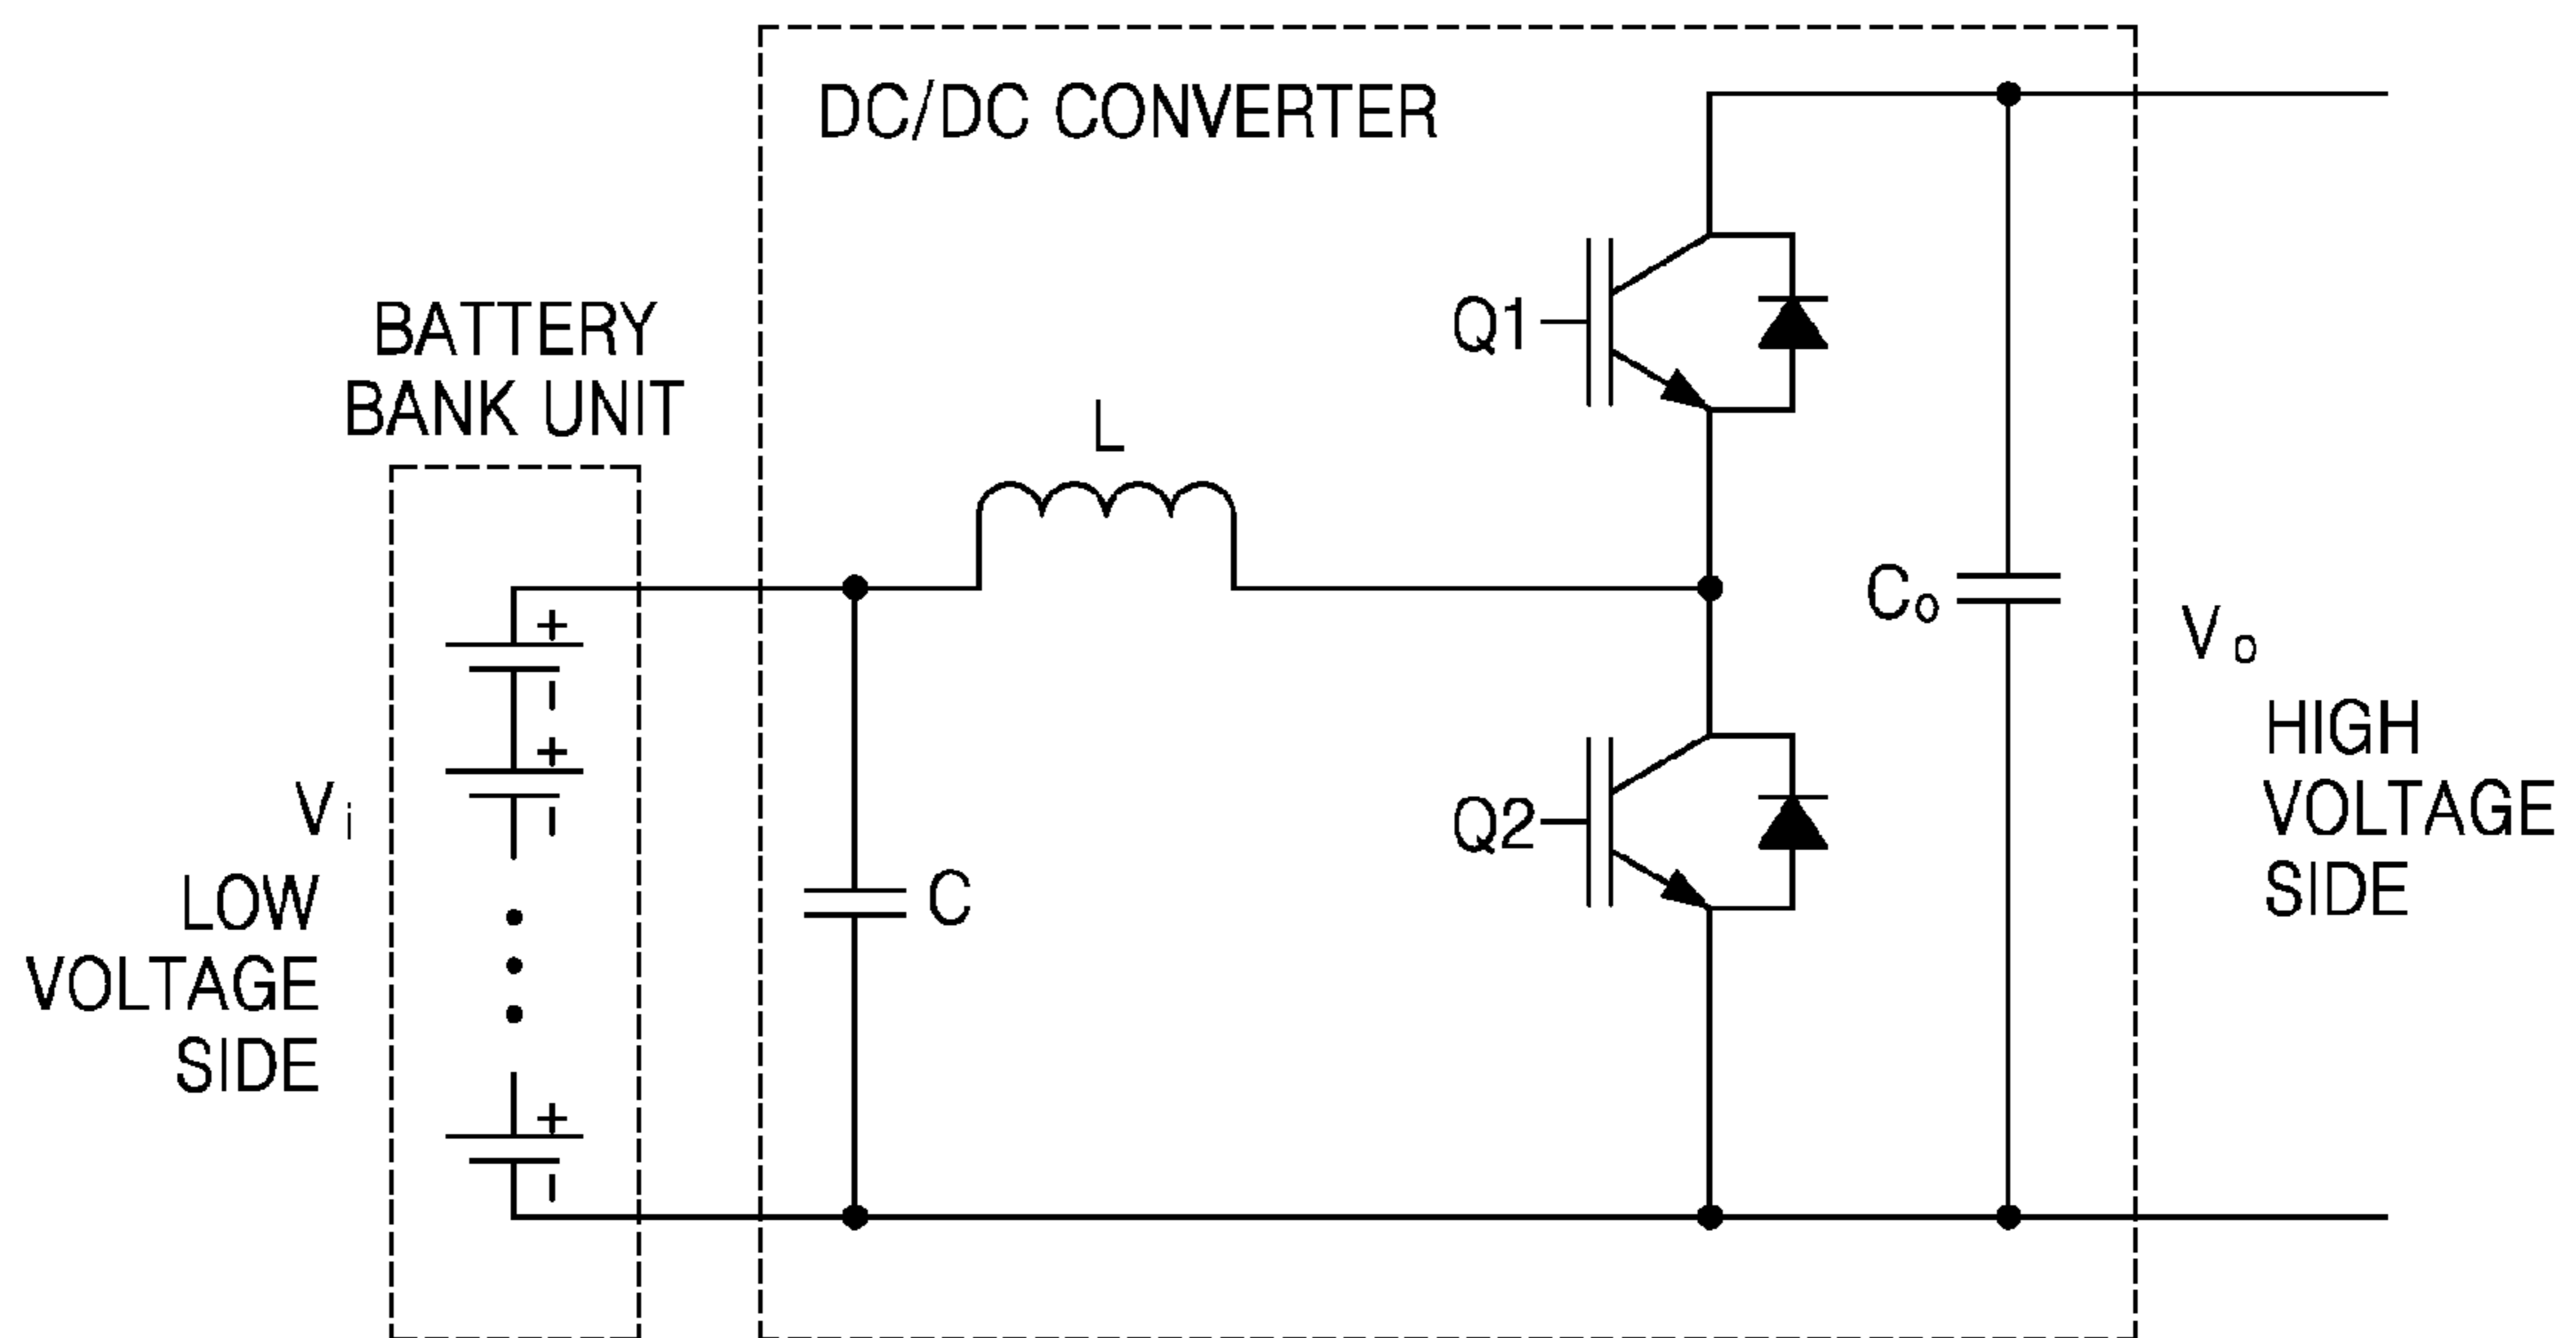 DC/DC CONVERTER
BATTERY
BANK UNIT
Q1
L
Co
Vo
HIGH
VOLTAGE
SIDE
+
-
+
-
Vi
LOW
VOLTAGE
SIDE
Q2
C
+
-